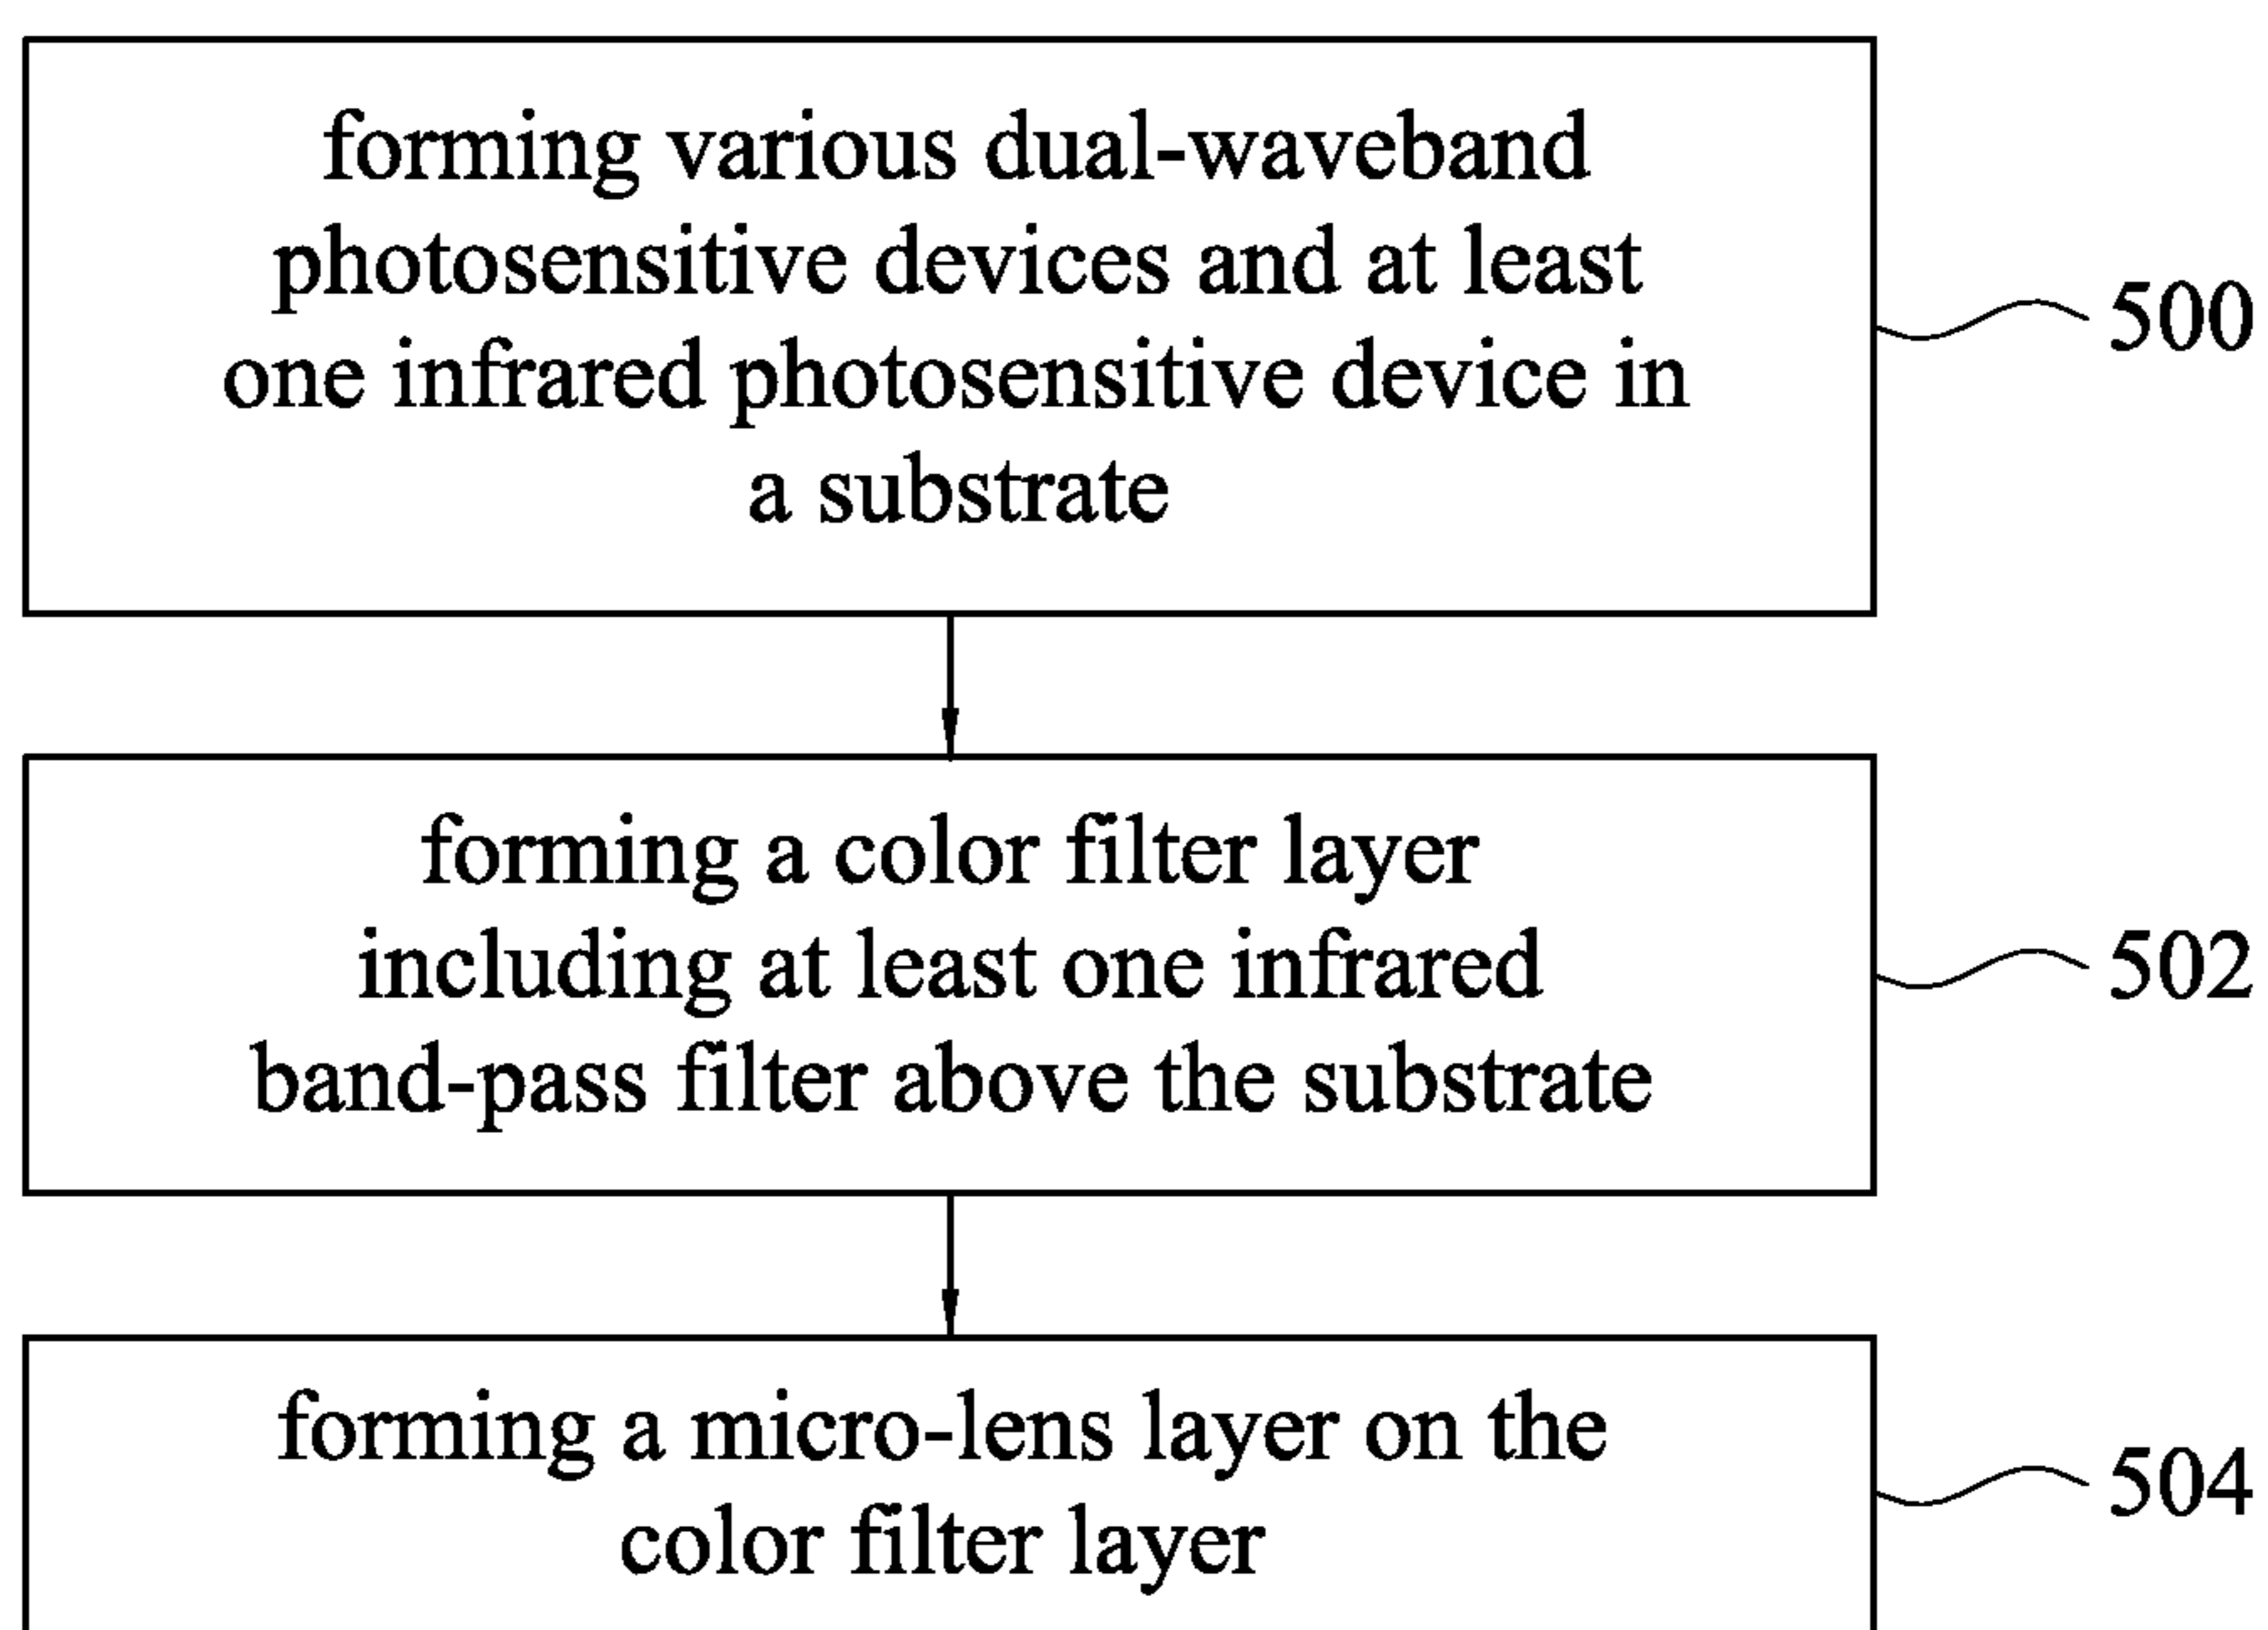 forming various dual-waveband
photosensitive devices and at least
one infrared photosensitive device in
a substrate
500
forming a color filter layer
including at least one infrared
band-pass filter above the substrate
502
forming a micro-lens layer on the
color filter layer
504